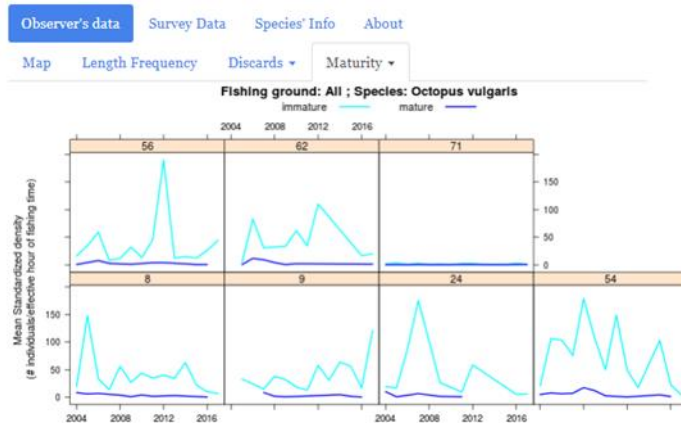 Observer's data Survey Data Species' Info About
Map Length Frequency Discards Maturity
Fishing ground: All ; Species: Octopus vulgaris
immature mature
2004 2008 2012 2016
56 62 71
150
100
50
0
Mean Standardized density
(# individuals/effective hour of fishing time)
8 9 24 54
150
100
50
0
2004 2008 2012 2016 2004 2008 2012 2016